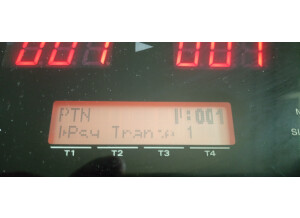 001 001
PTN :001
Psy Trance 1
T1 T2 T3 T4